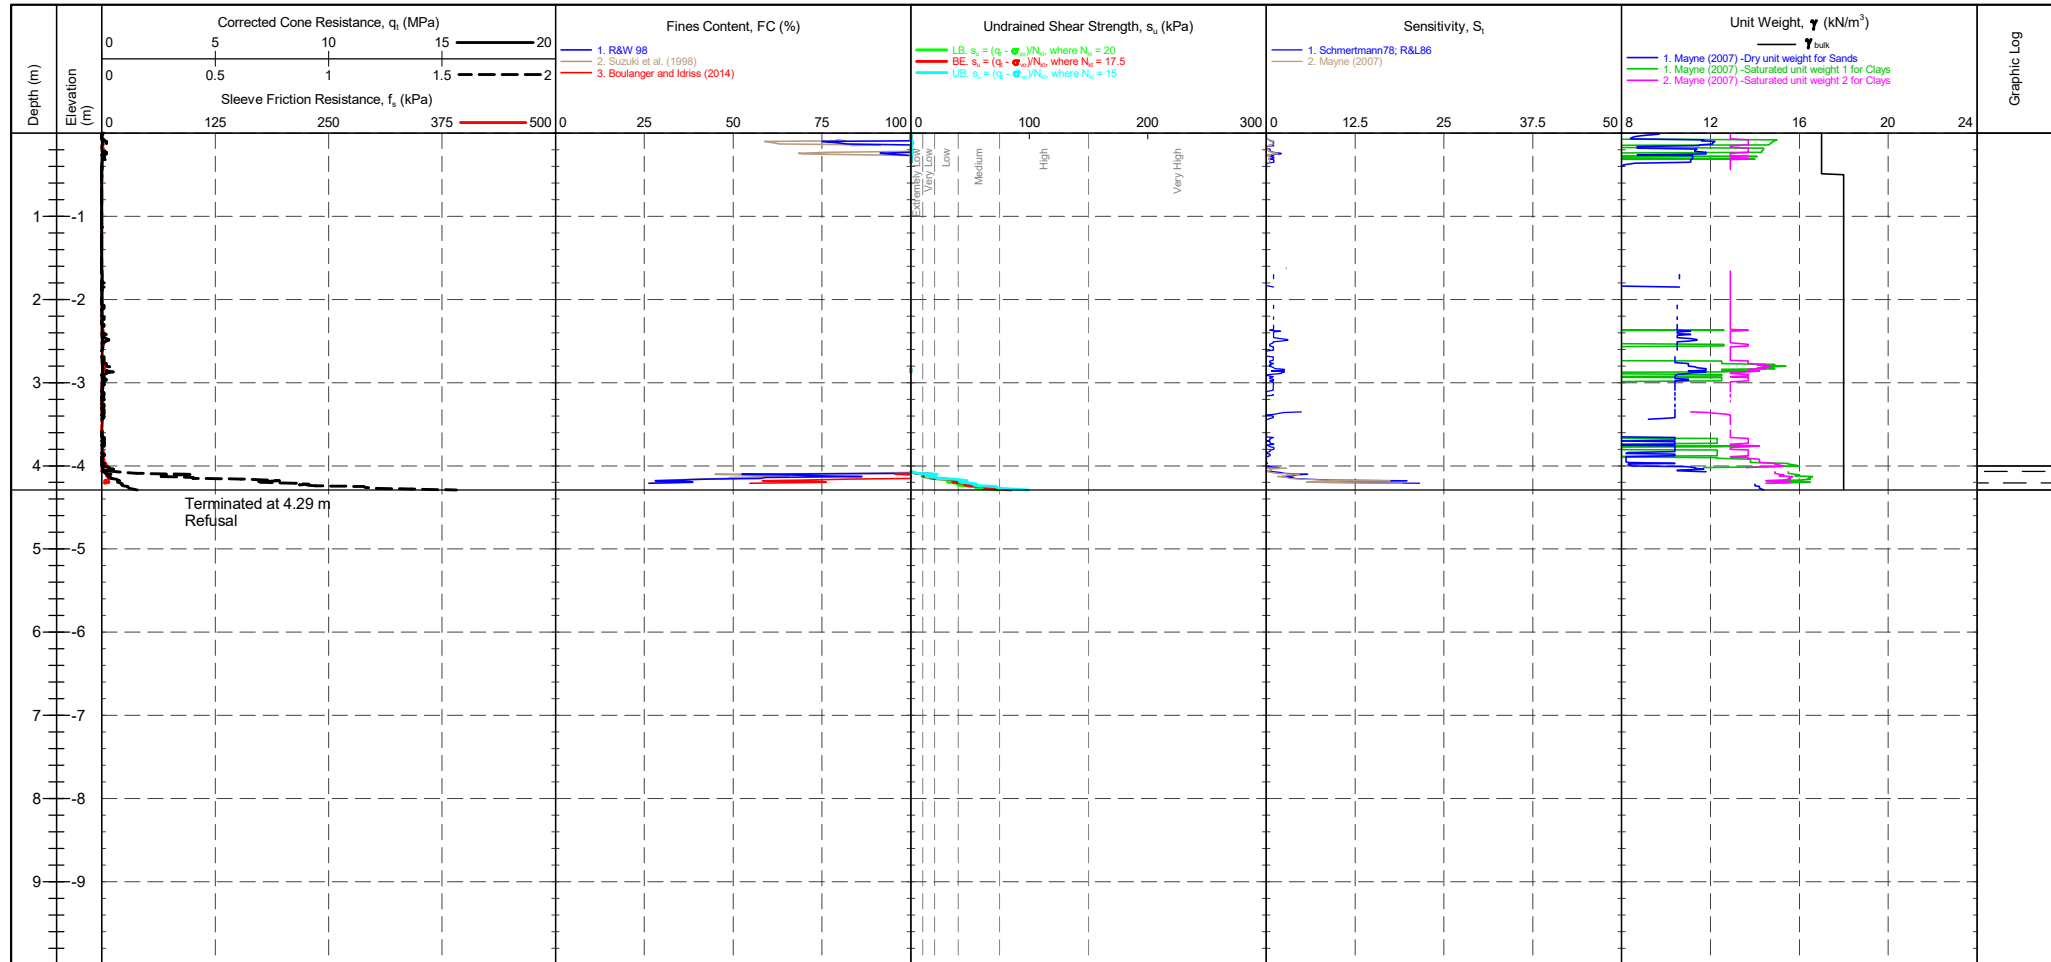 Depth (m)
Elevation (m)
Corrected Cone Resistance, qt (MPa)
0 5 10 15 20
0 0.5 1 1.5 2
Sleeve Friction Resistance, fs (kPa)
0 125 250 375 500
Fines Content, FC (%)
1. R&W 98
2. Suzuki et al. (1998)
3. Boulanger and Idriss (2014)
0 25 50 75 100
Undrained Shear Strength, su (kPa)
LB. su = (qt - σvo)/Nkt, where Nkt = 20
BE. su = (qt - σvo)/Nkt, where Nkt = 17.5
UB. su = (qt - σvo)/Nkt, where Nkt = 15
0 100 200 300
Extremely Low
Very Low
Low
Medium
High
Very High
Sensitivity, St
1. Schmertmann78; R&L86
2. Mayne (2007)
0 12.5 25 37.5 50
Unit Weight, γ (kN/m³)
γbulk
1. Mayne (2007) -Dry unit weight for Sands
1. Mayne (2007) -Saturated unit weight 1 for Clays
2. Mayne (2007) -Saturated unit weight 2 for Clays
8 12 16 20 24
Graphic Log
1 -1
2 -2
3 -3
4 -4
Terminated at 4.29 m
Refusal
5 -5
6 -6
7 -7
8 -8
9 -9